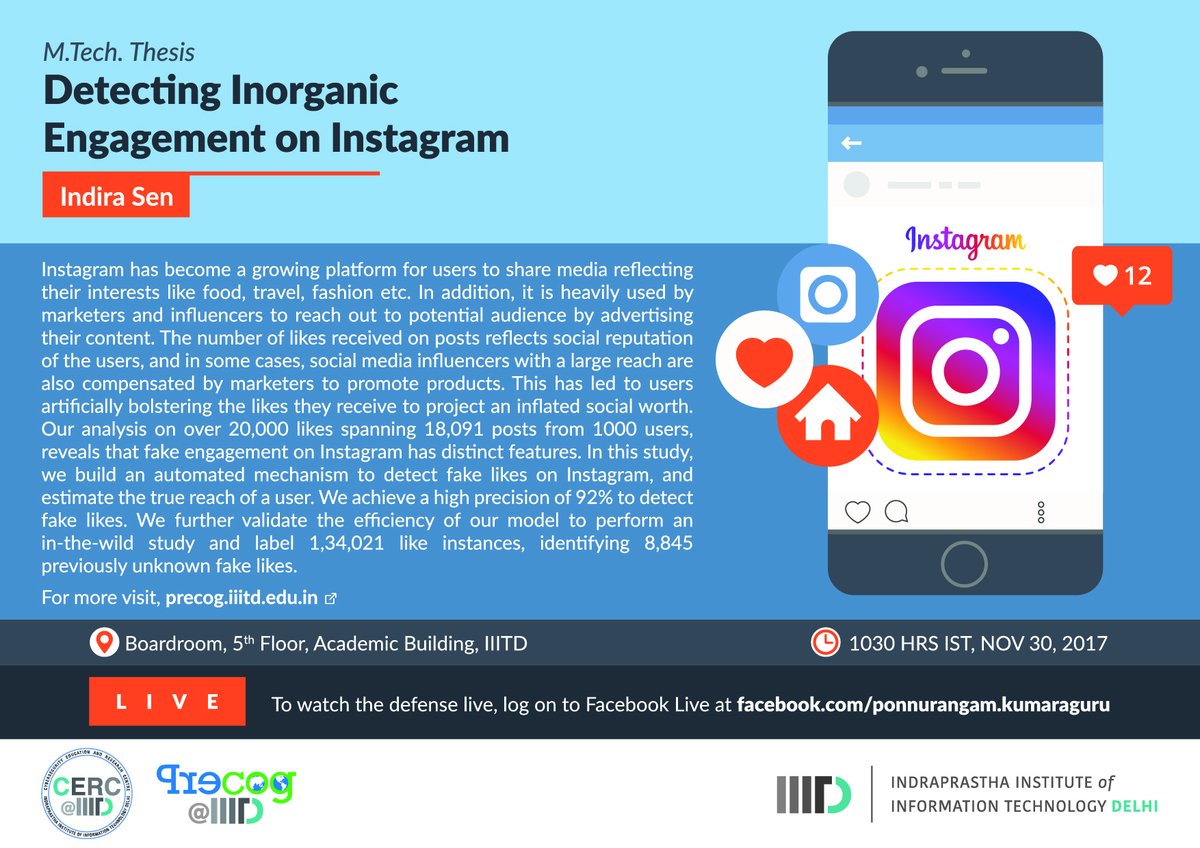 M.Tech. Thesis
Detecting Inorganic
Engagement on Instagram
Indira Sen
Instagram has become a growing platform for users to share media reflecting
their interests like food, travel, fashion etc. In addition, it is heavily used by
marketers and influencers to reach out to potential audience by advertising
their content. The number of likes received on posts reflects social reputation
of the users, and in some cases, social media influencers with a large reach are
also compensated by marketers to promote products. This has led to users
artificially bolstering the likes they receive to project an inflated social worth.
Our analysis on over 20,000 likes spanning 18,091 posts from 1000 users,
reveals that fake engagement on Instagram has distinct features. In this study,
we build an automated mechanism to detect fake likes on Instagram, and
estimate the true reach of a user. We achieve a high precision of 92% to detect
fake likes. We further validate the efficiency of our model to perform an
in-the-wild study and label 1,34,021 like instances, identifying 8,845
previously unknown fake likes.
For more visit, precog.iiitd.edu.in
Instagram
12
Boardroom, 5th Floor, Academic Building, IIITD
1030 HRS IST, NOV 30, 2017
LIVE
To watch the defense live, log on to Facebook Live at facebook.com/ponnurangam.kumaraguru
CYBERSECURITY EDUCATION AND RESEARCH CENTRE
CERC
@IIITD
INDRAPRASTHA INSTITUTE OF INFORMATION TECHNOLOGY DELHI
Precog
@IIITD
IIITD
INDRAPRASTHA INSTITUTE of
INFORMATION TECHNOLOGY DELHI